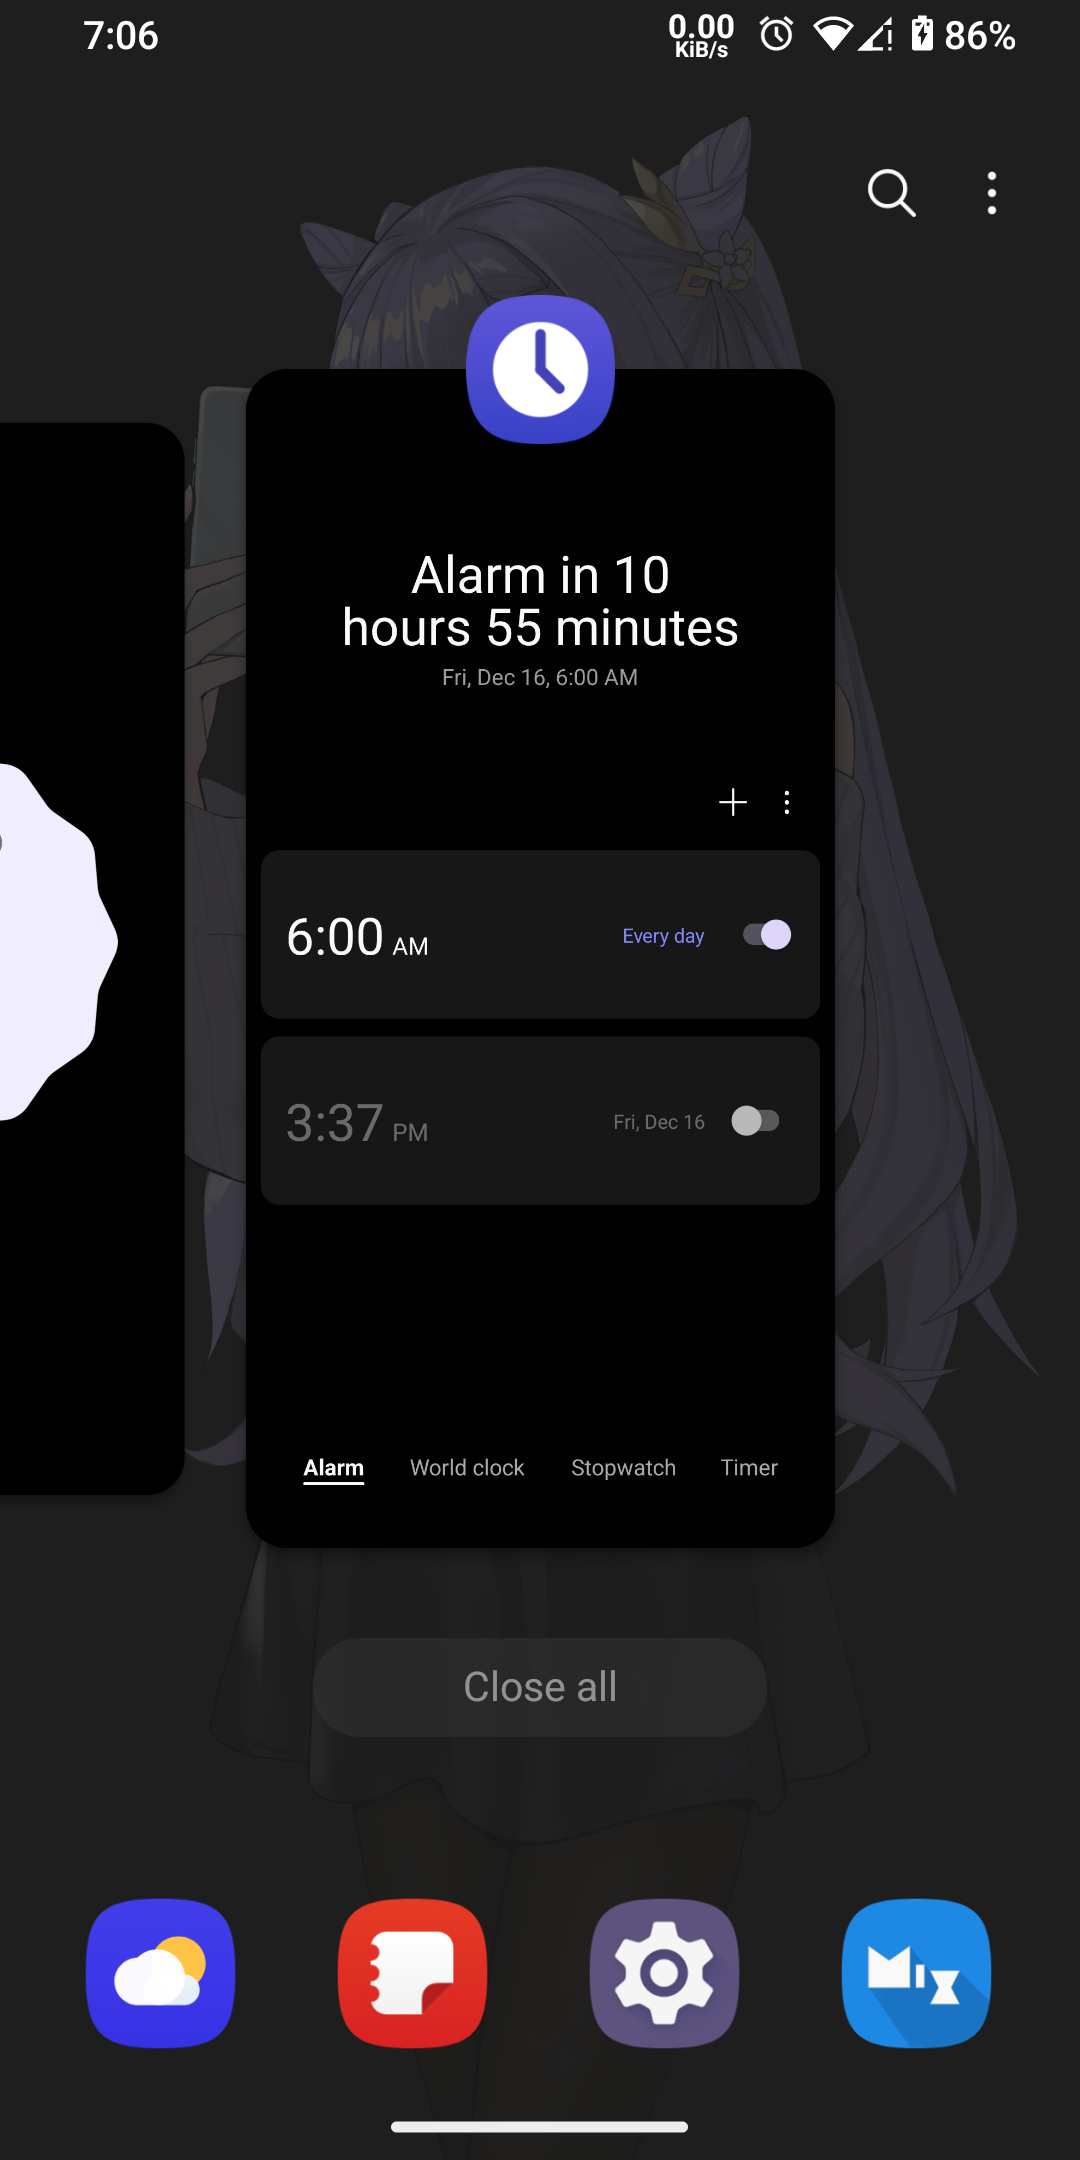 7:06
0.00
KiB/s
86%
Alarm in 10
hours 55 minutes
Fri, Dec 16, 6:00 AM
6:00 AM
Every day
3:37 PM
Fri, Dec 16
Alarm World clock Stopwatch Timer
Close all